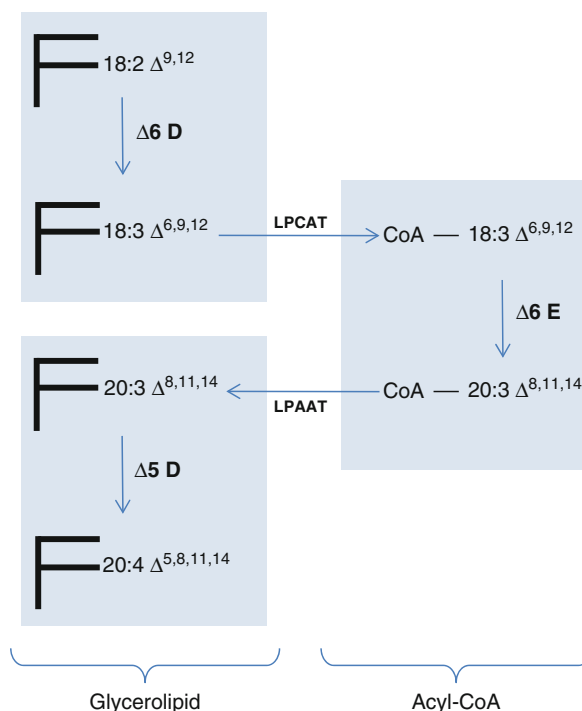 18:2 Δ9,12
Δ6 D
18:3 Δ6,9,12
LPCAT
CoA — 18:3 Δ6,9,12
Δ6 E
20:3 Δ8,11,14
LPAAT
CoA — 20:3 Δ8,11,14
Δ5 D
20:4 Δ5,8,11,14
Glycerolipid
Acyl-CoA